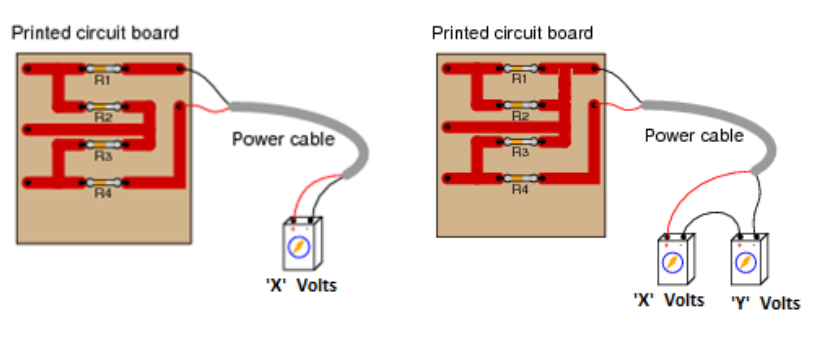 Printed circuit board
R1
R2
R3
R4
Power cable
+
-
'X' Volts
Printed circuit board
R1
R2
R3
R4
Power cable
+
-
+
-
'X' Volts
'Y' Volts